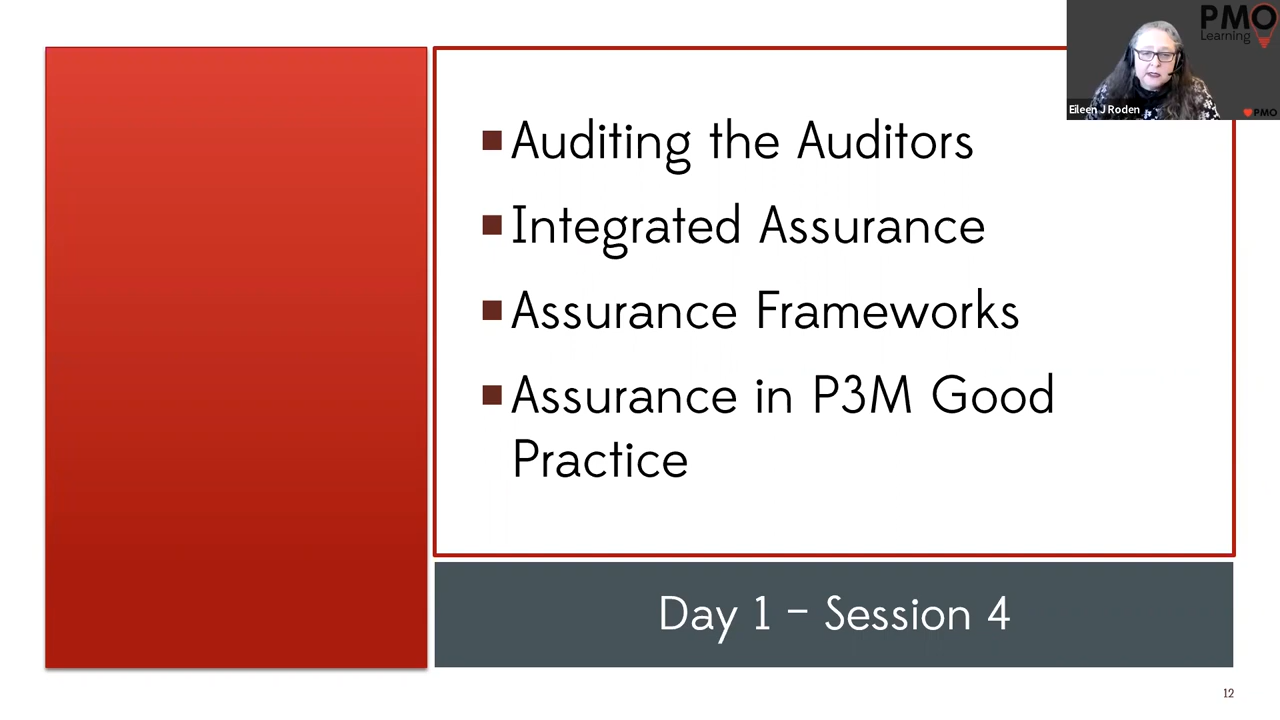 PMO
Learning
Eileen J Roden
PMO
Auditing the Auditors
Integrated Assurance
Assurance Frameworks
Assurance in P3M Good
Practice
Day 1 – Session 4
12